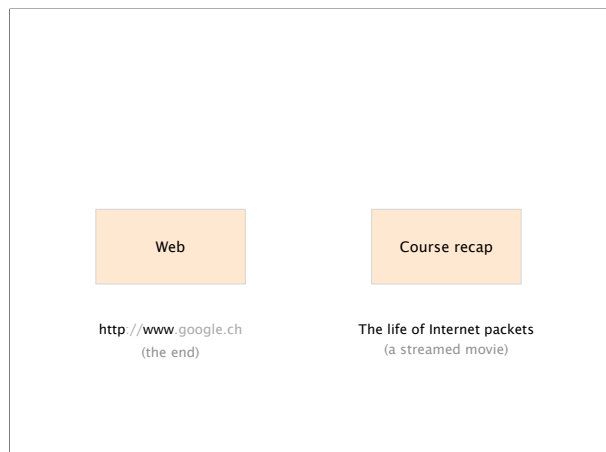 Web
http://www.google.ch
(the end)
Course recap
The life of Internet packets
(a streamed movie)